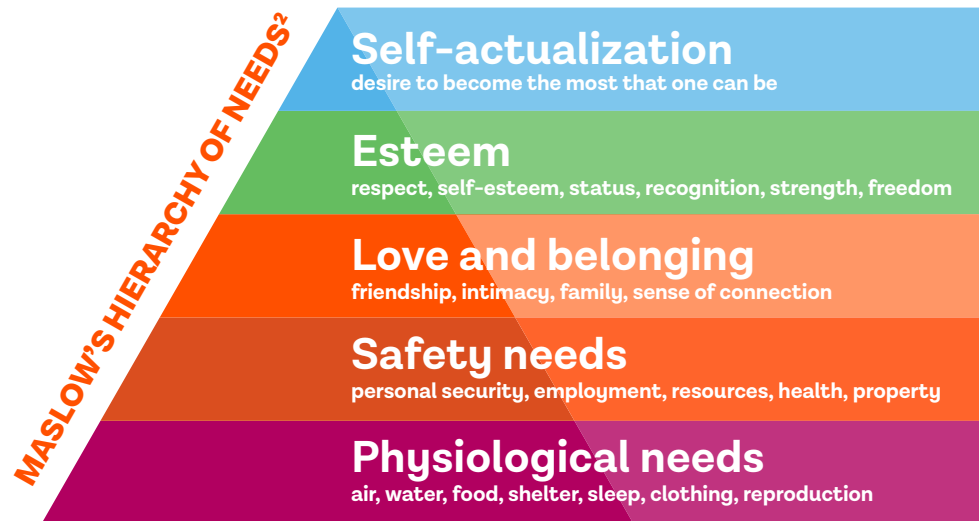 MASLOW'S HIERARCHY OF NEEDS²
Self-actualization
desire to become the most that one can be
Esteem
respect, self-esteem, status, recognition, strength, freedom
Love and belonging
friendship, intimacy, family, sense of connection
Safety needs
personal security, employment, resources, health, property
Physiological needs
air, water, food, shelter, sleep, clothing, reproduction